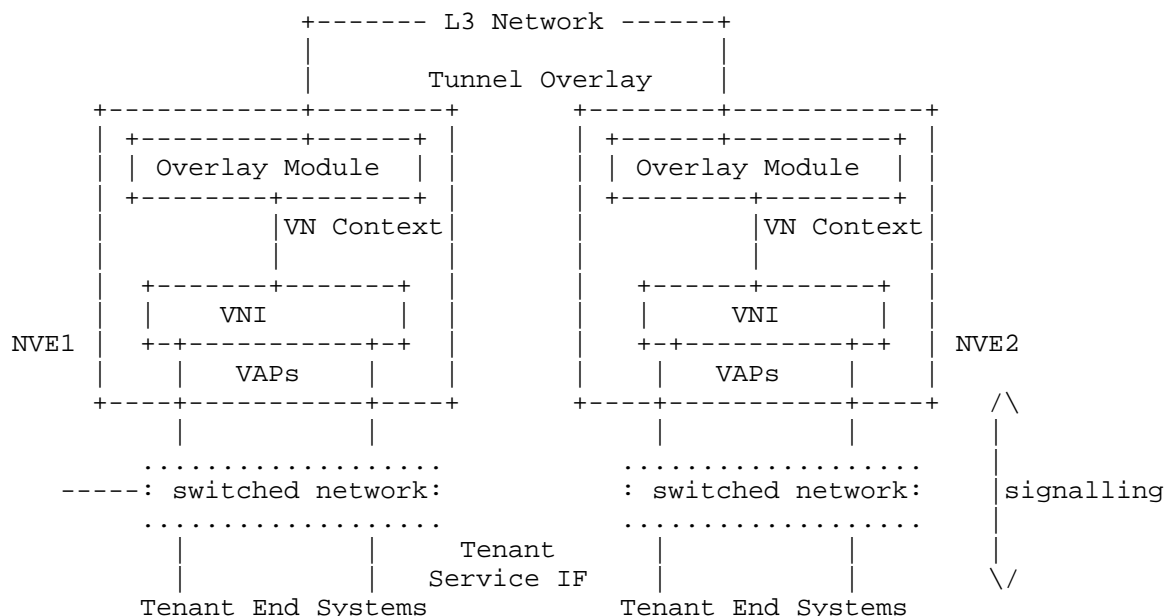 L3 Network
Tunnel Overlay
Overlay Module Overlay Module
VN Context VN Context
VNI VNI
NVE1 NVE2
VAPs VAPs
switched network switched network signalling
Tenant
Service IF
Tenant End Systems Tenant End Systems